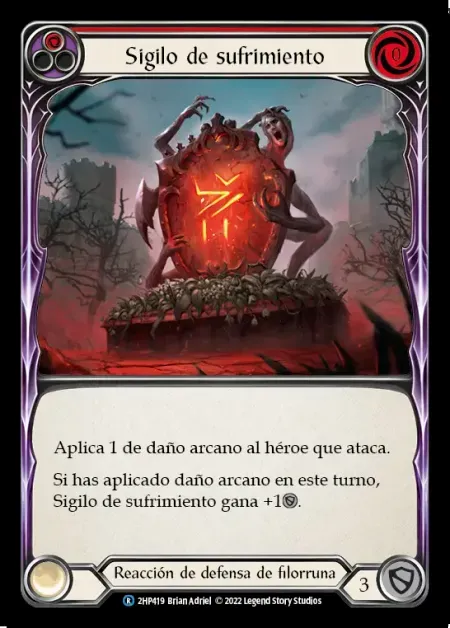 Sigilo de sufrimiento
0
Aplica 1 de daño arcano al héroe que ataca.
Si has aplicado daño arcano en este turno,
Sigilo de sufrimiento gana +1.
Reacción de defensa de filorruna
3
R 2HP419 Brian Adriel © 2022 Legend Story Studios